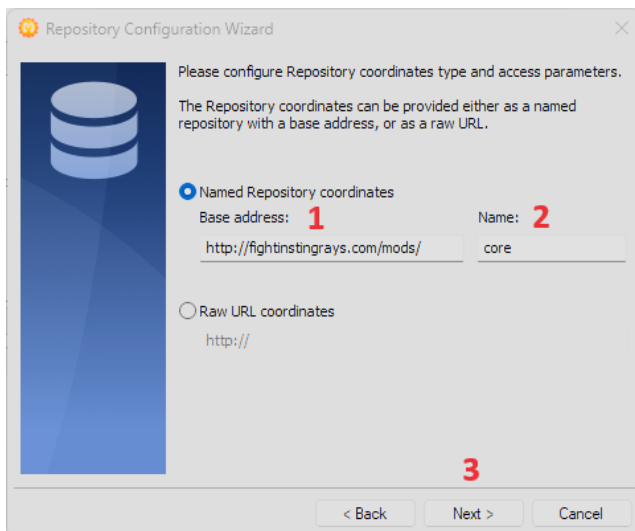 Repository Configuration Wizard
Please configure Repository coordinates type and access parameters.
The Repository coordinates can be provided either as a named
repository with a base address, or as a raw URL.
Named Repository coordinates
Base address: 1 Name: 2
http://fightinstingrays.com/mods/ core
Raw URL coordinates
http://
3
< Back Next > Cancel